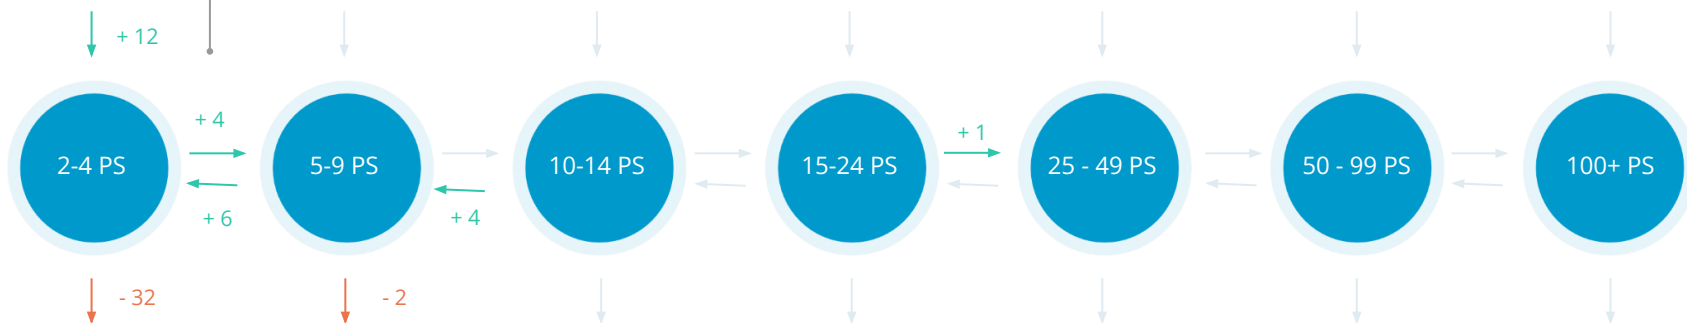 + 12
+ 4
+ 1
2-4 PS
5-9 PS
10-14 PS
15-24 PS
25 - 49 PS
50 - 99 PS
100+ PS
+ 6
+ 4
- 32
- 2